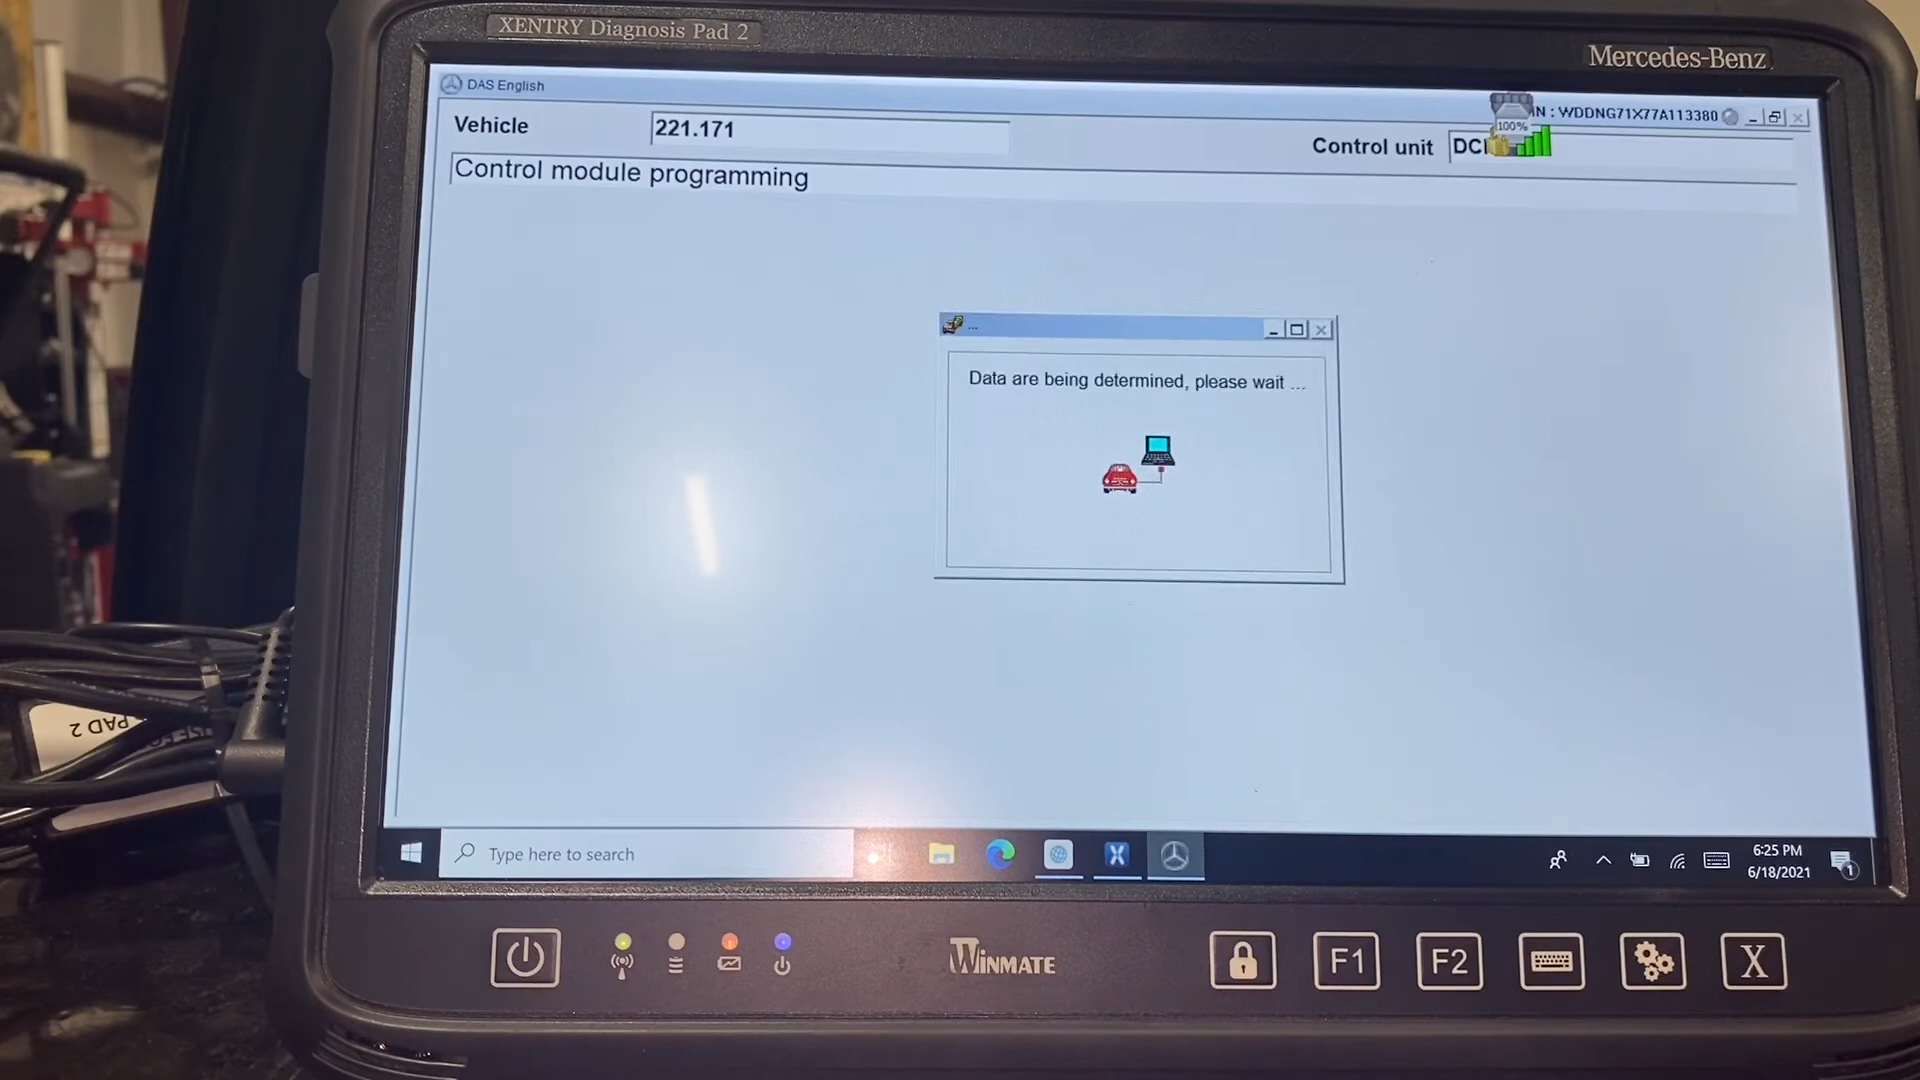 XENTRY Diagnosis Pad 2
Mercedes-Benz
DAS English
N : WDDNG71X77A113380
100%
Vehicle
221.171
Control unit
Control module programming
...
Data are being determined, please wait ...
PAD 2
Type here to search
6:25 PM
6/18/2021
1
WINMATE
F1
F2
X